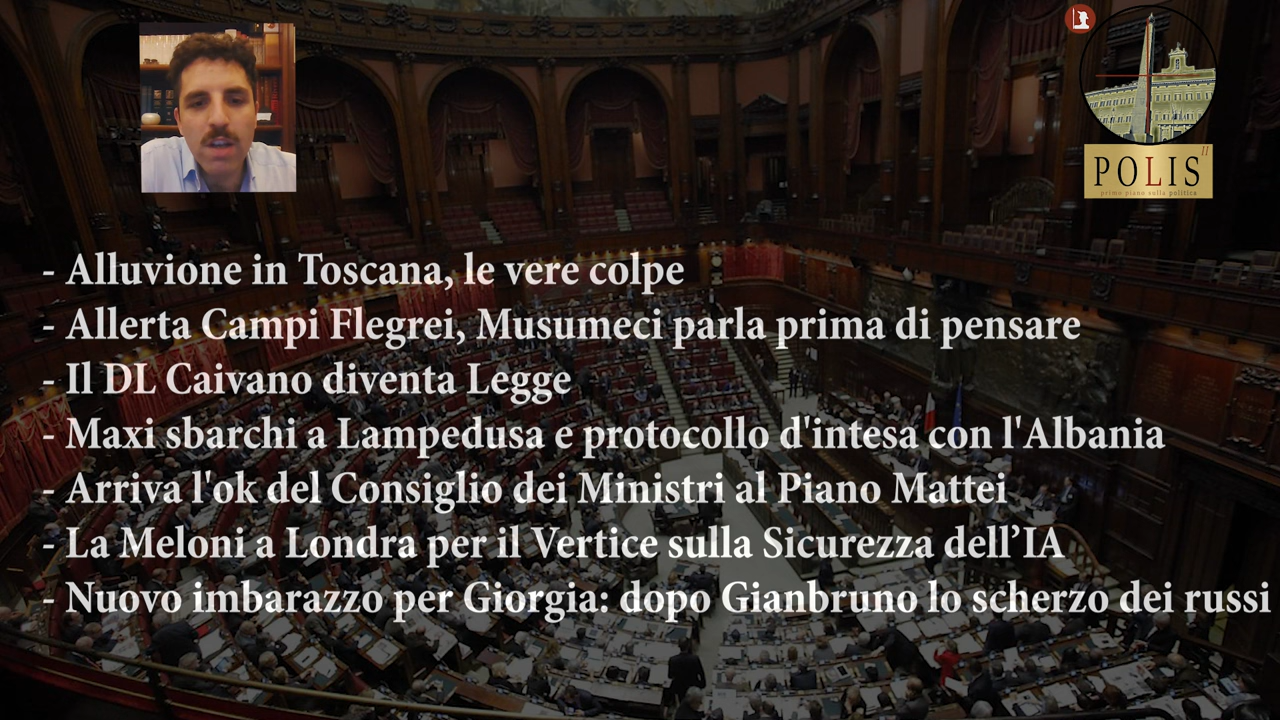 POLIS II
primo piano sulla politica
- Alluvione in Toscana, le vere colpe
- Allerta Campi Flegrei, Musumeci parla prima di pensare
- Il DL Caivano diventa Legge
- Maxi sbarchi a Lampedusa e protocollo d'intesa con l'Albania
- Arriva l'ok del Consiglio dei Ministri al Piano Mattei
- La Meloni a Londra per il Vertice sulla Sicurezza dell’IA
- Nuovo imbarazzo per Giorgia: dopo Gianbruno lo scherzo dei russi